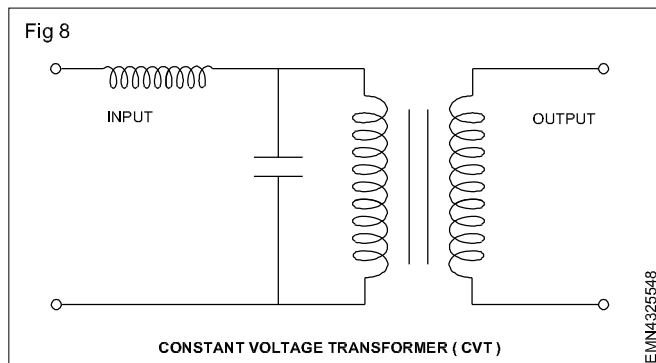 Fig 8
INPUT
OUTPUT
CONSTANT VOLTAGE TRANSFORMER ( CVT )
EMN4325548